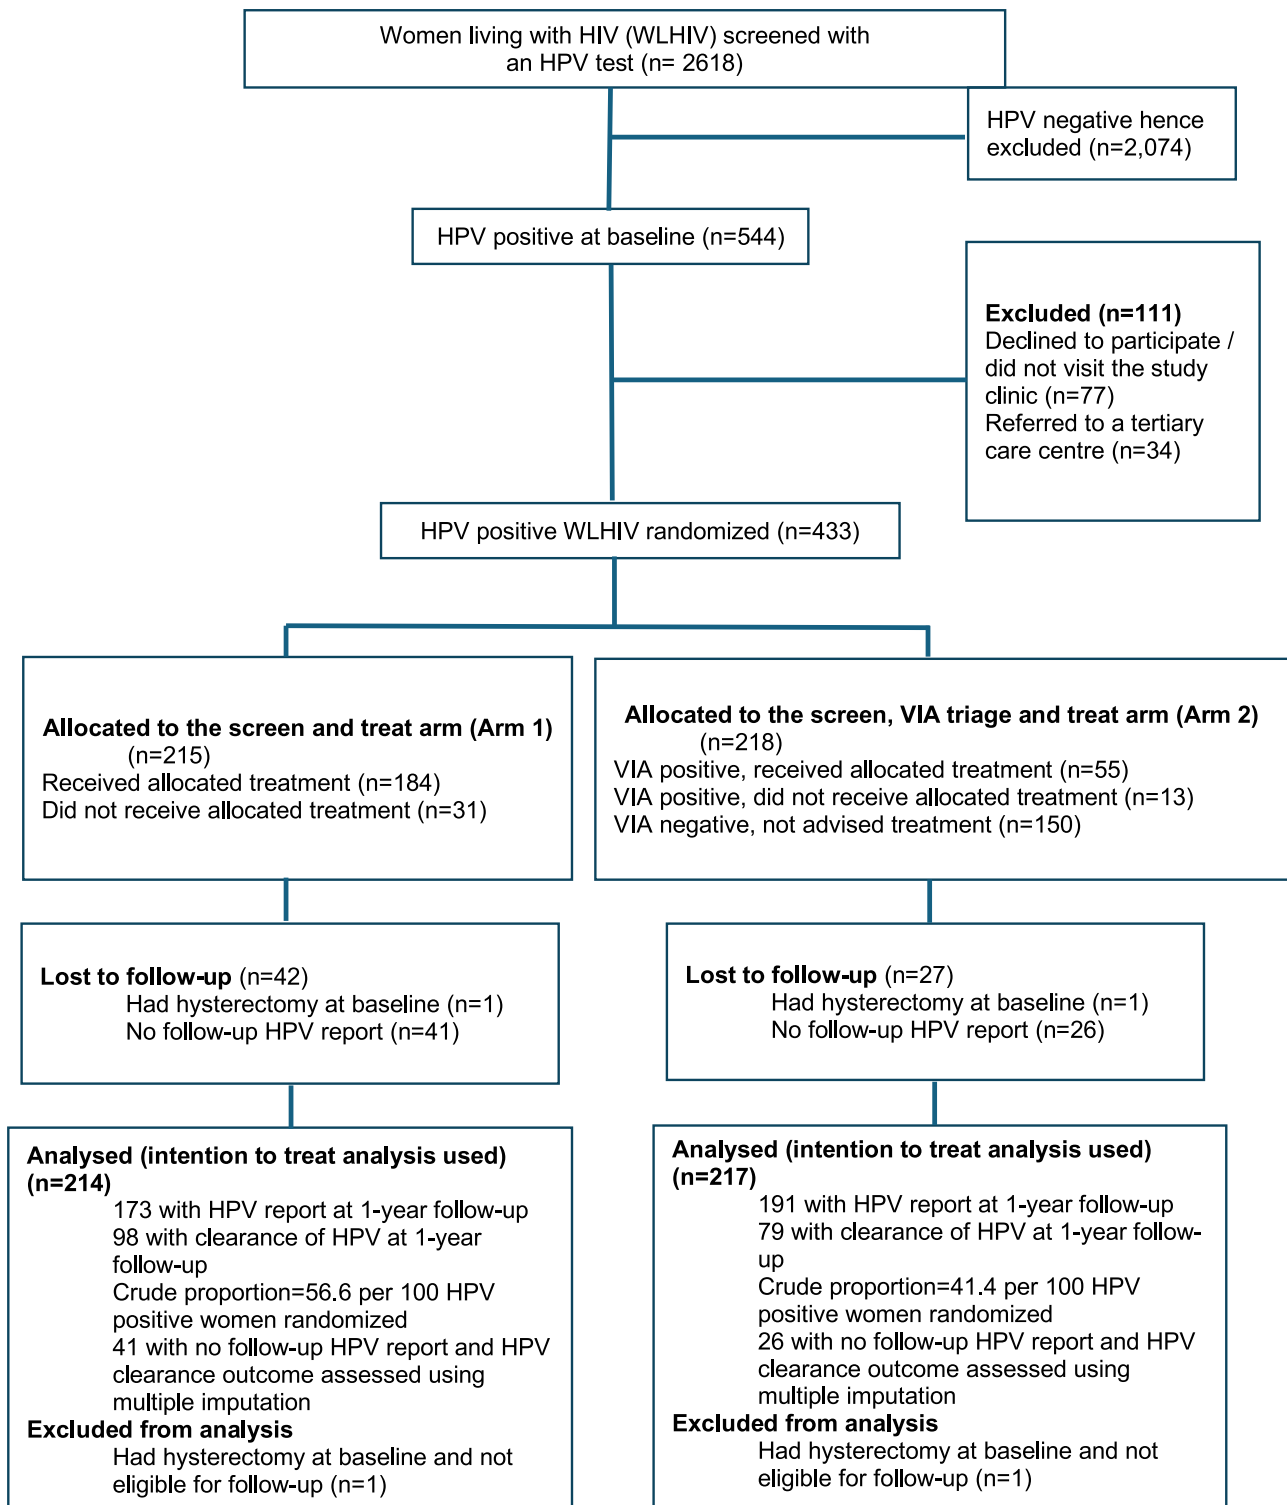 Women living with HIV (WLHIV) screened with
an HPV test (n= 2618)
HPV negative hence
excluded (n=2,074)
HPV positive at baseline (n=544)
Excluded (n=111)
Declined to participate /
did not visit the study
clinic (n=77)
Referred to a tertiary
care centre (n=34)
HPV positive WLHIV randomized (n=433)
Allocated to the screen and treat arm (Arm 1)
(n=215)
Received allocated treatment (n=184)
Did not receive allocated treatment (n=31)
Allocated to the screen, VIA triage and treat arm (Arm 2)
(n=218)
VIA positive, received allocated treatment (n=55)
VIA positive, did not receive allocated treatment (n=13)
VIA negative, not advised treatment (n=150)
Lost to follow-up (n=42)
Had hysterectomy at baseline (n=1)
No follow-up HPV report (n=41)
Lost to follow-up (n=27)
Had hysterectomy at baseline (n=1)
No follow-up HPV report (n=26)
Analysed (intention to treat analysis used)
(n=214)
173 with HPV report at 1-year follow-up
98 with clearance of HPV at 1-year
follow-up
Crude proportion=56.6 per 100 HPV
positive women randomized
41 with no follow-up HPV report and HPV
clearance outcome assessed using
multiple imputation
Excluded from analysis
Had hysterectomy at baseline and not
eligible for follow-up (n=1)
Analysed (intention to treat analysis used)
(n=217)
191 with HPV report at 1-year follow-up
79 with clearance of HPV at 1-year follow-
up
Crude proportion=41.4 per 100 HPV
positive women randomized
26 with no follow-up HPV report and HPV
clearance outcome assessed using
multiple imputation
Excluded from analysis
Had hysterectomy at baseline and not
eligible for follow-up (n=1)